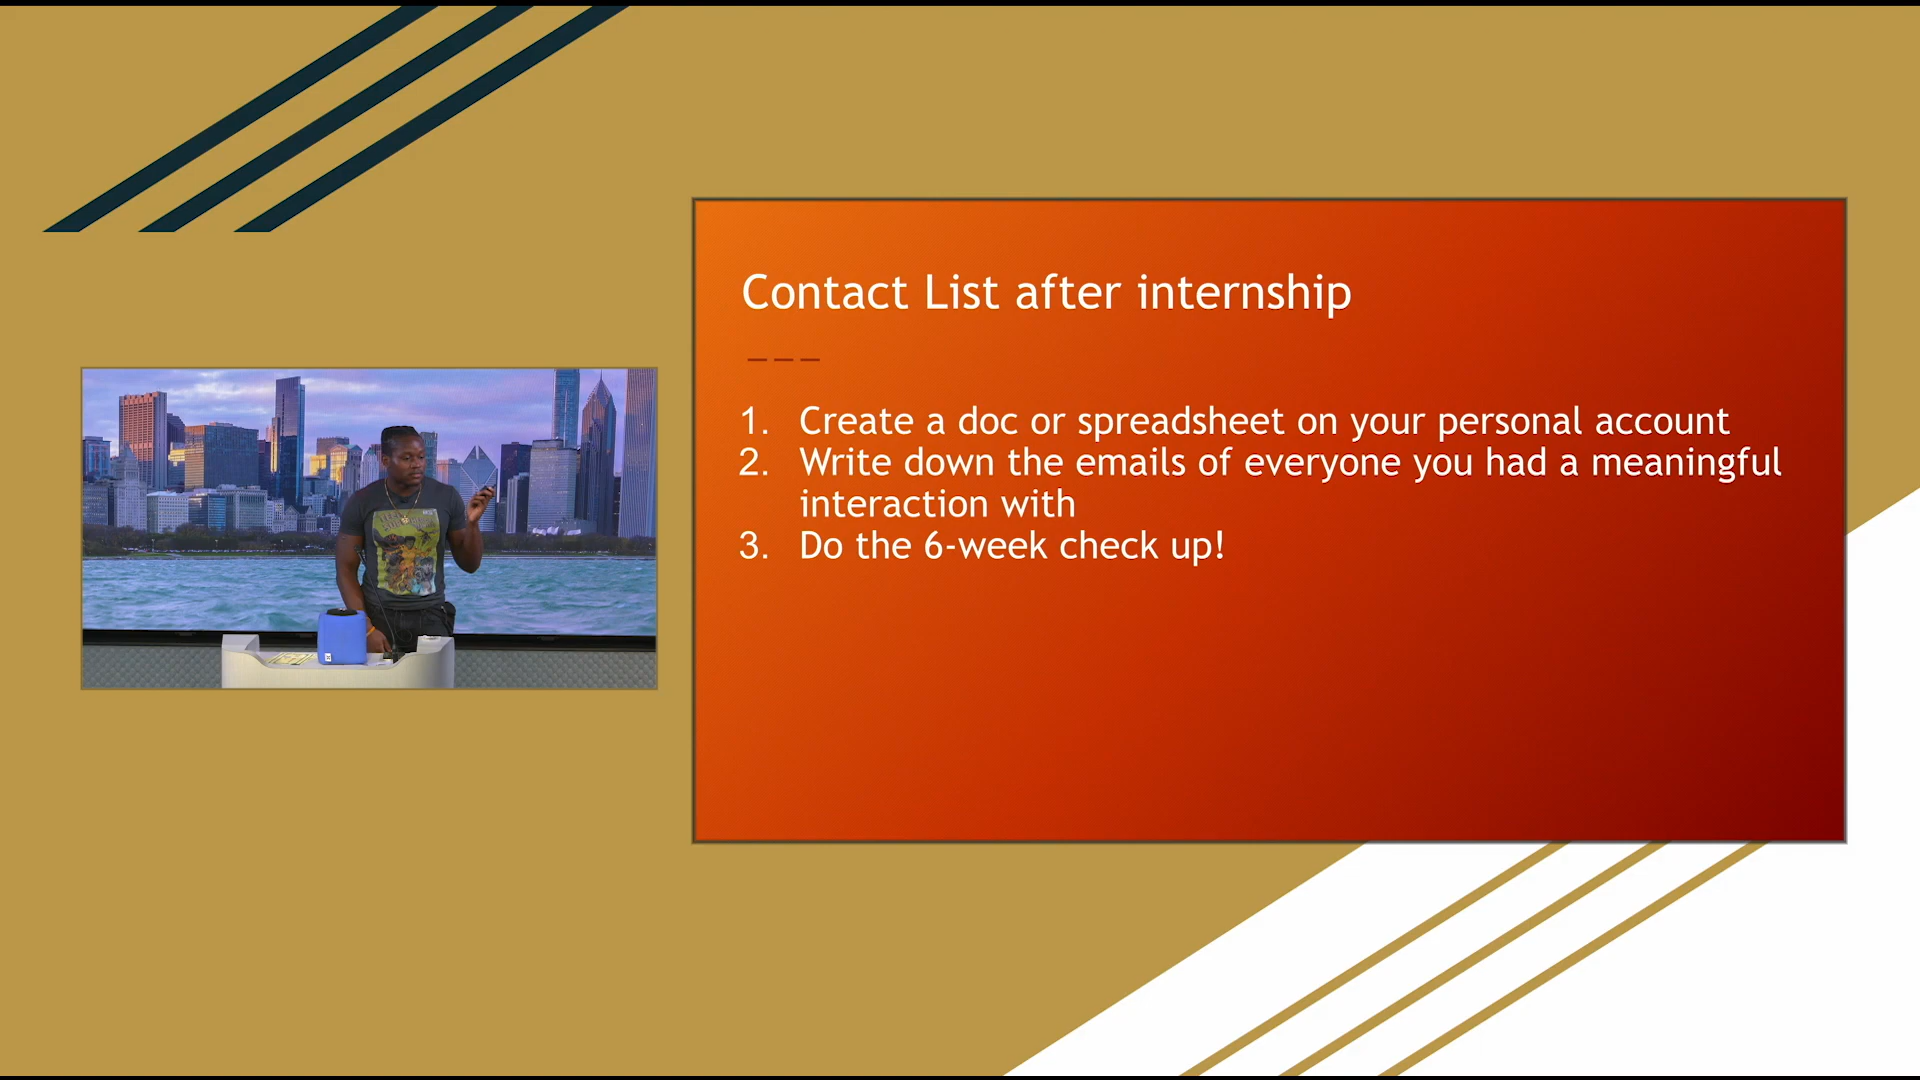 Contact List after internship
1. Create a doc or spreadsheet on your personal account
2. Write down the emails of everyone you had a meaningful
interaction with
3. Do the 6-week check up!